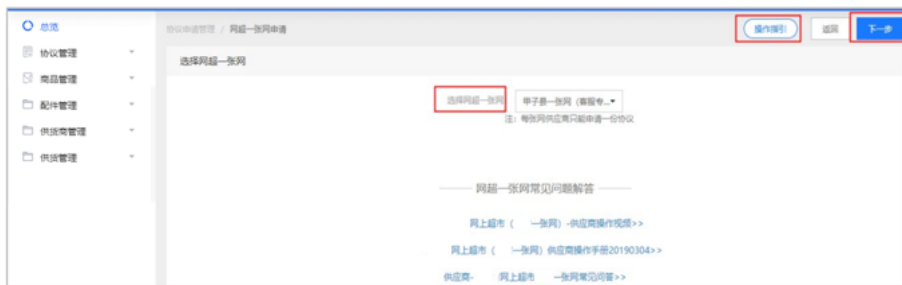 总览
协议管理
商品管理
配件管理
供应商管理
供货管理
协议申请管理 / 网超一张网申请
操作指引
返回
下一步
选择网超一张网
选择网超一张网
甲子县一张网（客服专...
注：每张网供应商只能申请一份协议
网超一张网常见问题解答
网上超市（ 一张网）-供应商操作视频>>
网上超市（ 一张网）供应商操作手册20190304>>
供应商- 网上超市 一张网常见问答>>